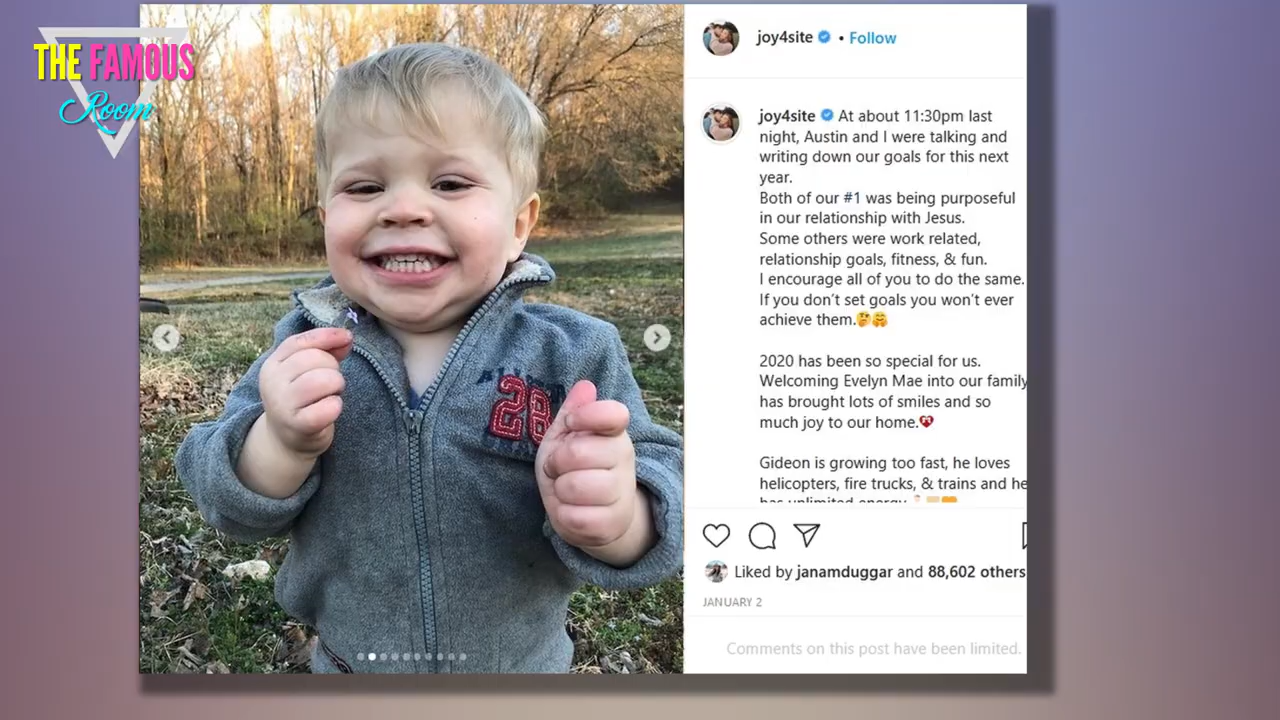 THE FAMOUS
Room
joy4site • Follow
joy4site At about 11:30pm last
night, Austin and I were talking and
writing down our goals for this next
year.
Both of our #1 was being purposeful
in our relationship with Jesus.
Some others were work related,
relationship goals, fitness, & fun.
I encourage all of you to do the same.
If you don't set goals you won't ever
achieve them.🤔🤗
2020 has been so special for us.
Welcoming Evelyn Mae into our family
has brought lots of smiles and so
much joy to our home.
Gideon is growing too fast, he loves
helicopters, fire trucks, & trains and he
has unlimited energy
28
Liked by janamduggar and 88,602 others
JANUARY 2
Comments on this post have been limited.